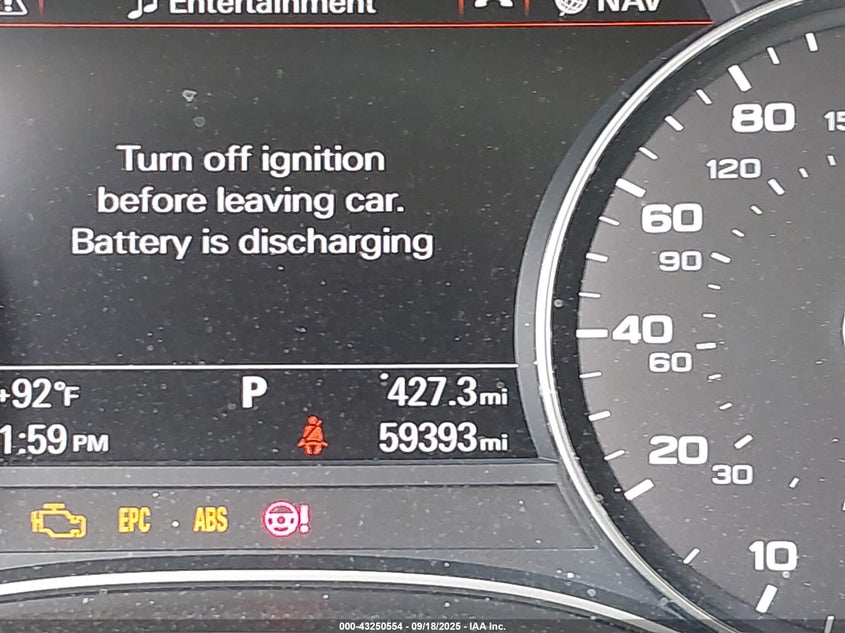 Entertainment
NAV
Turn off ignition
before leaving car.
Battery is discharging
+92°F
P
427.3mi
1:59 PM
59393mi
EPC
ABS
!
80
120
60
90
40
60
20
30
10
000-43250554 - 09/18/2025 - IAA Inc.